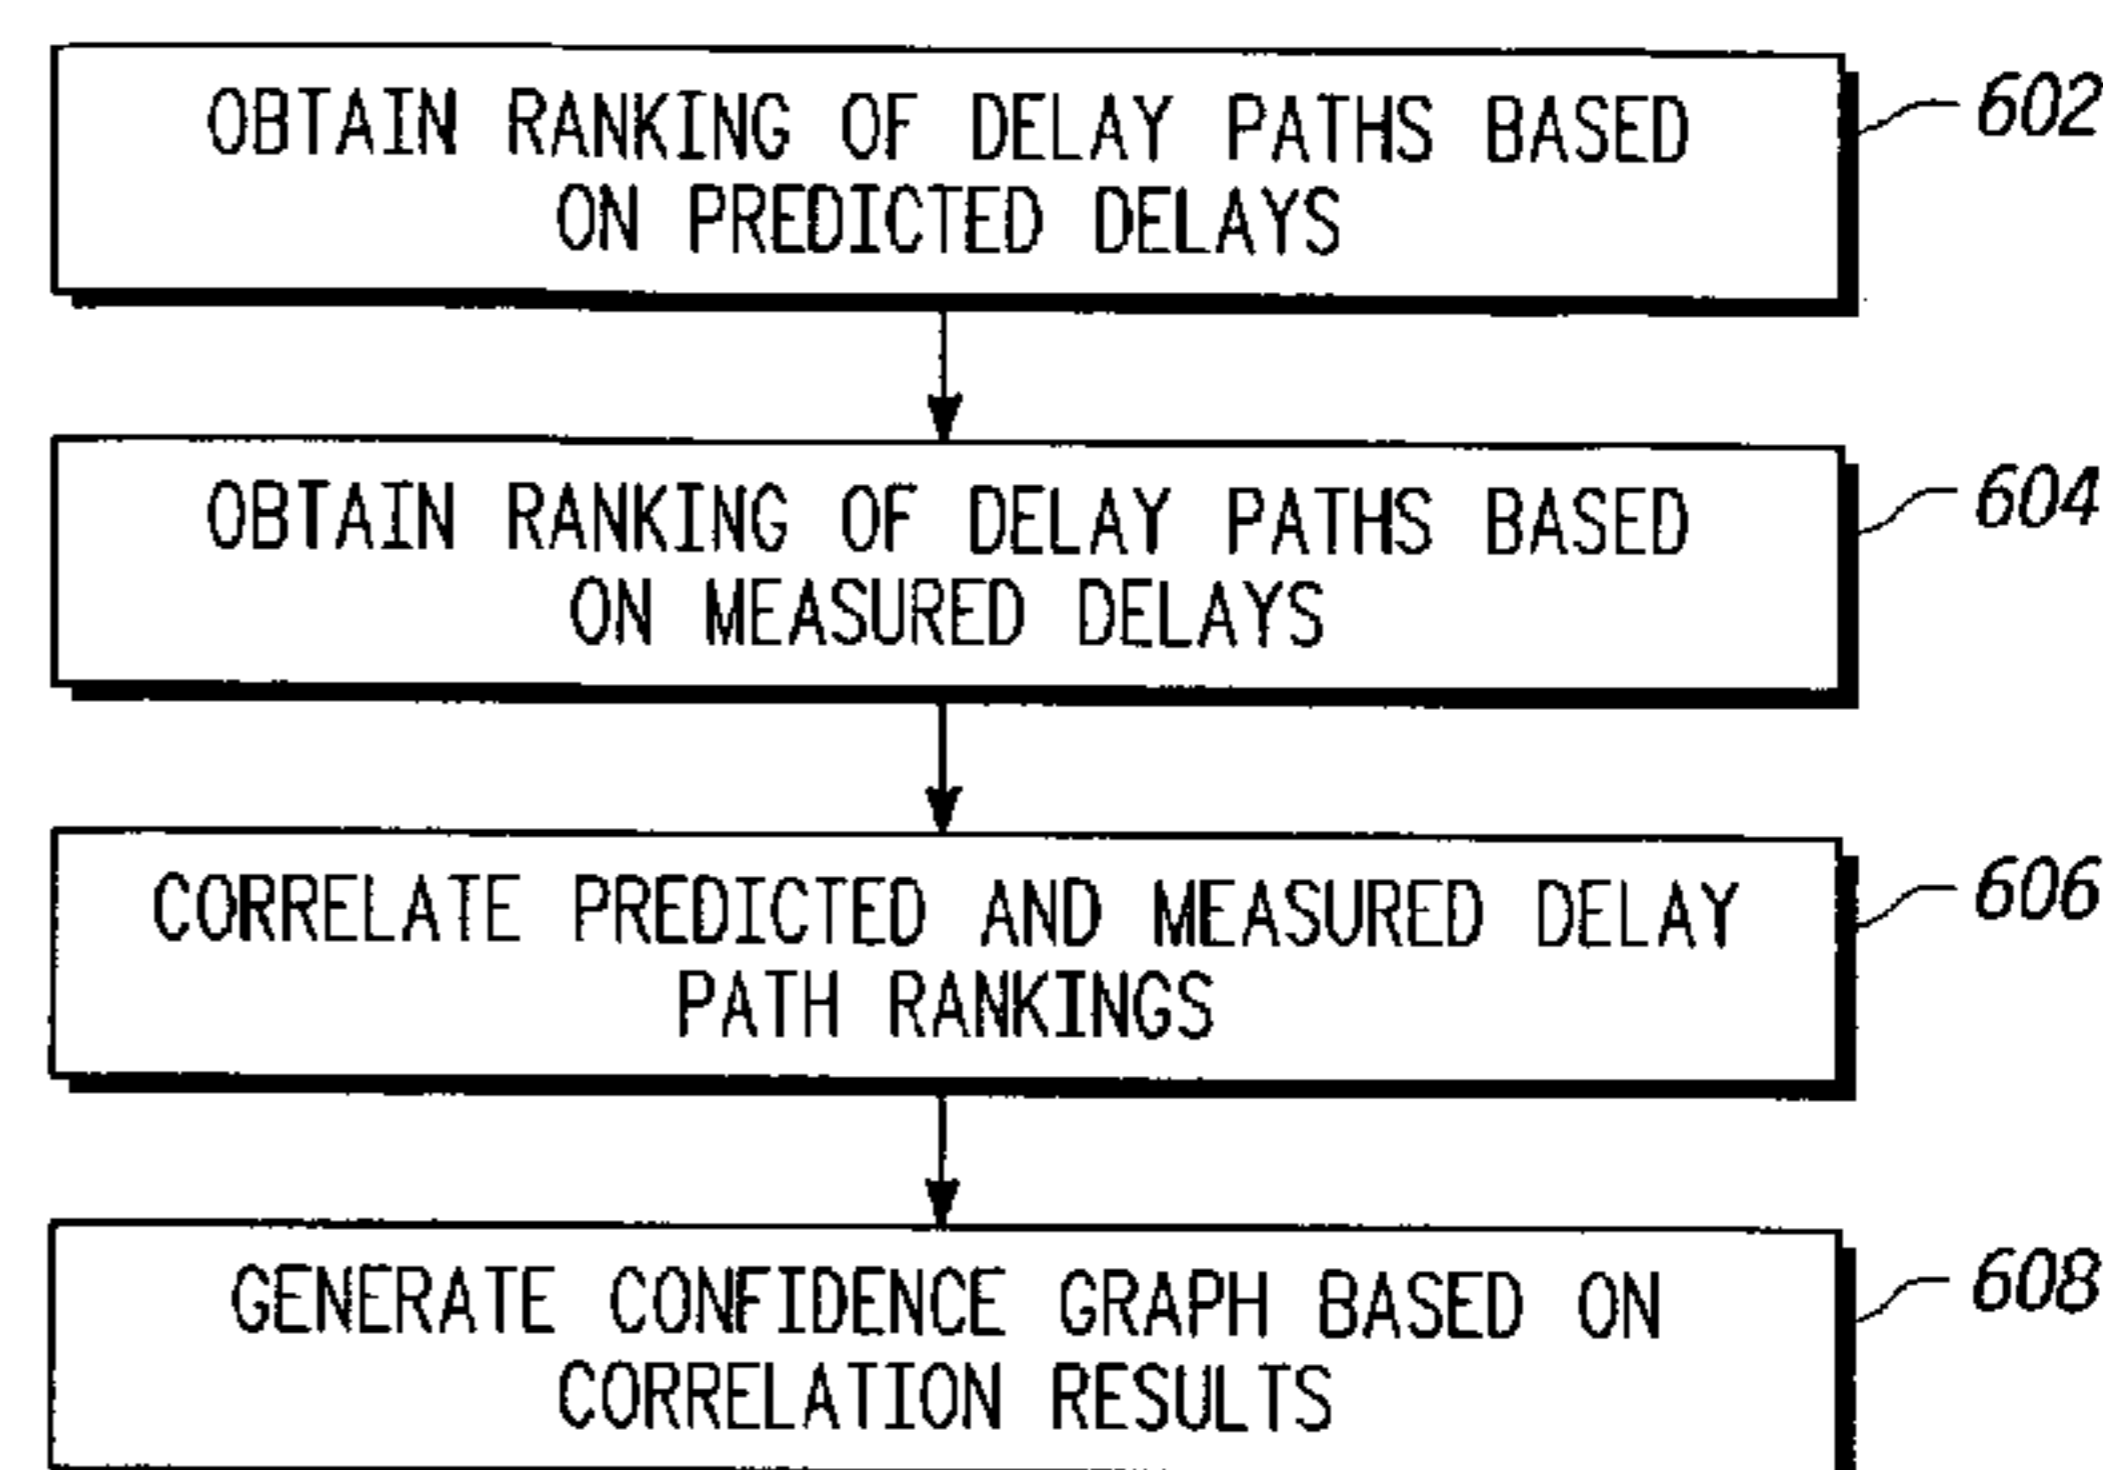 OBTAIN RANKING OF DELAY PATHS BASED
ON PREDICTED DELAYS
602
OBTAIN RANKING OF DELAY PATHS BASED
ON MEASURED DELAYS
604
CORRELATE PREDICTED AND MEASURED DELAY
PATH RANKINGS
606
GENERATE CONFIDENCE GRAPH BASED ON
CORRELATION RESULTS
608